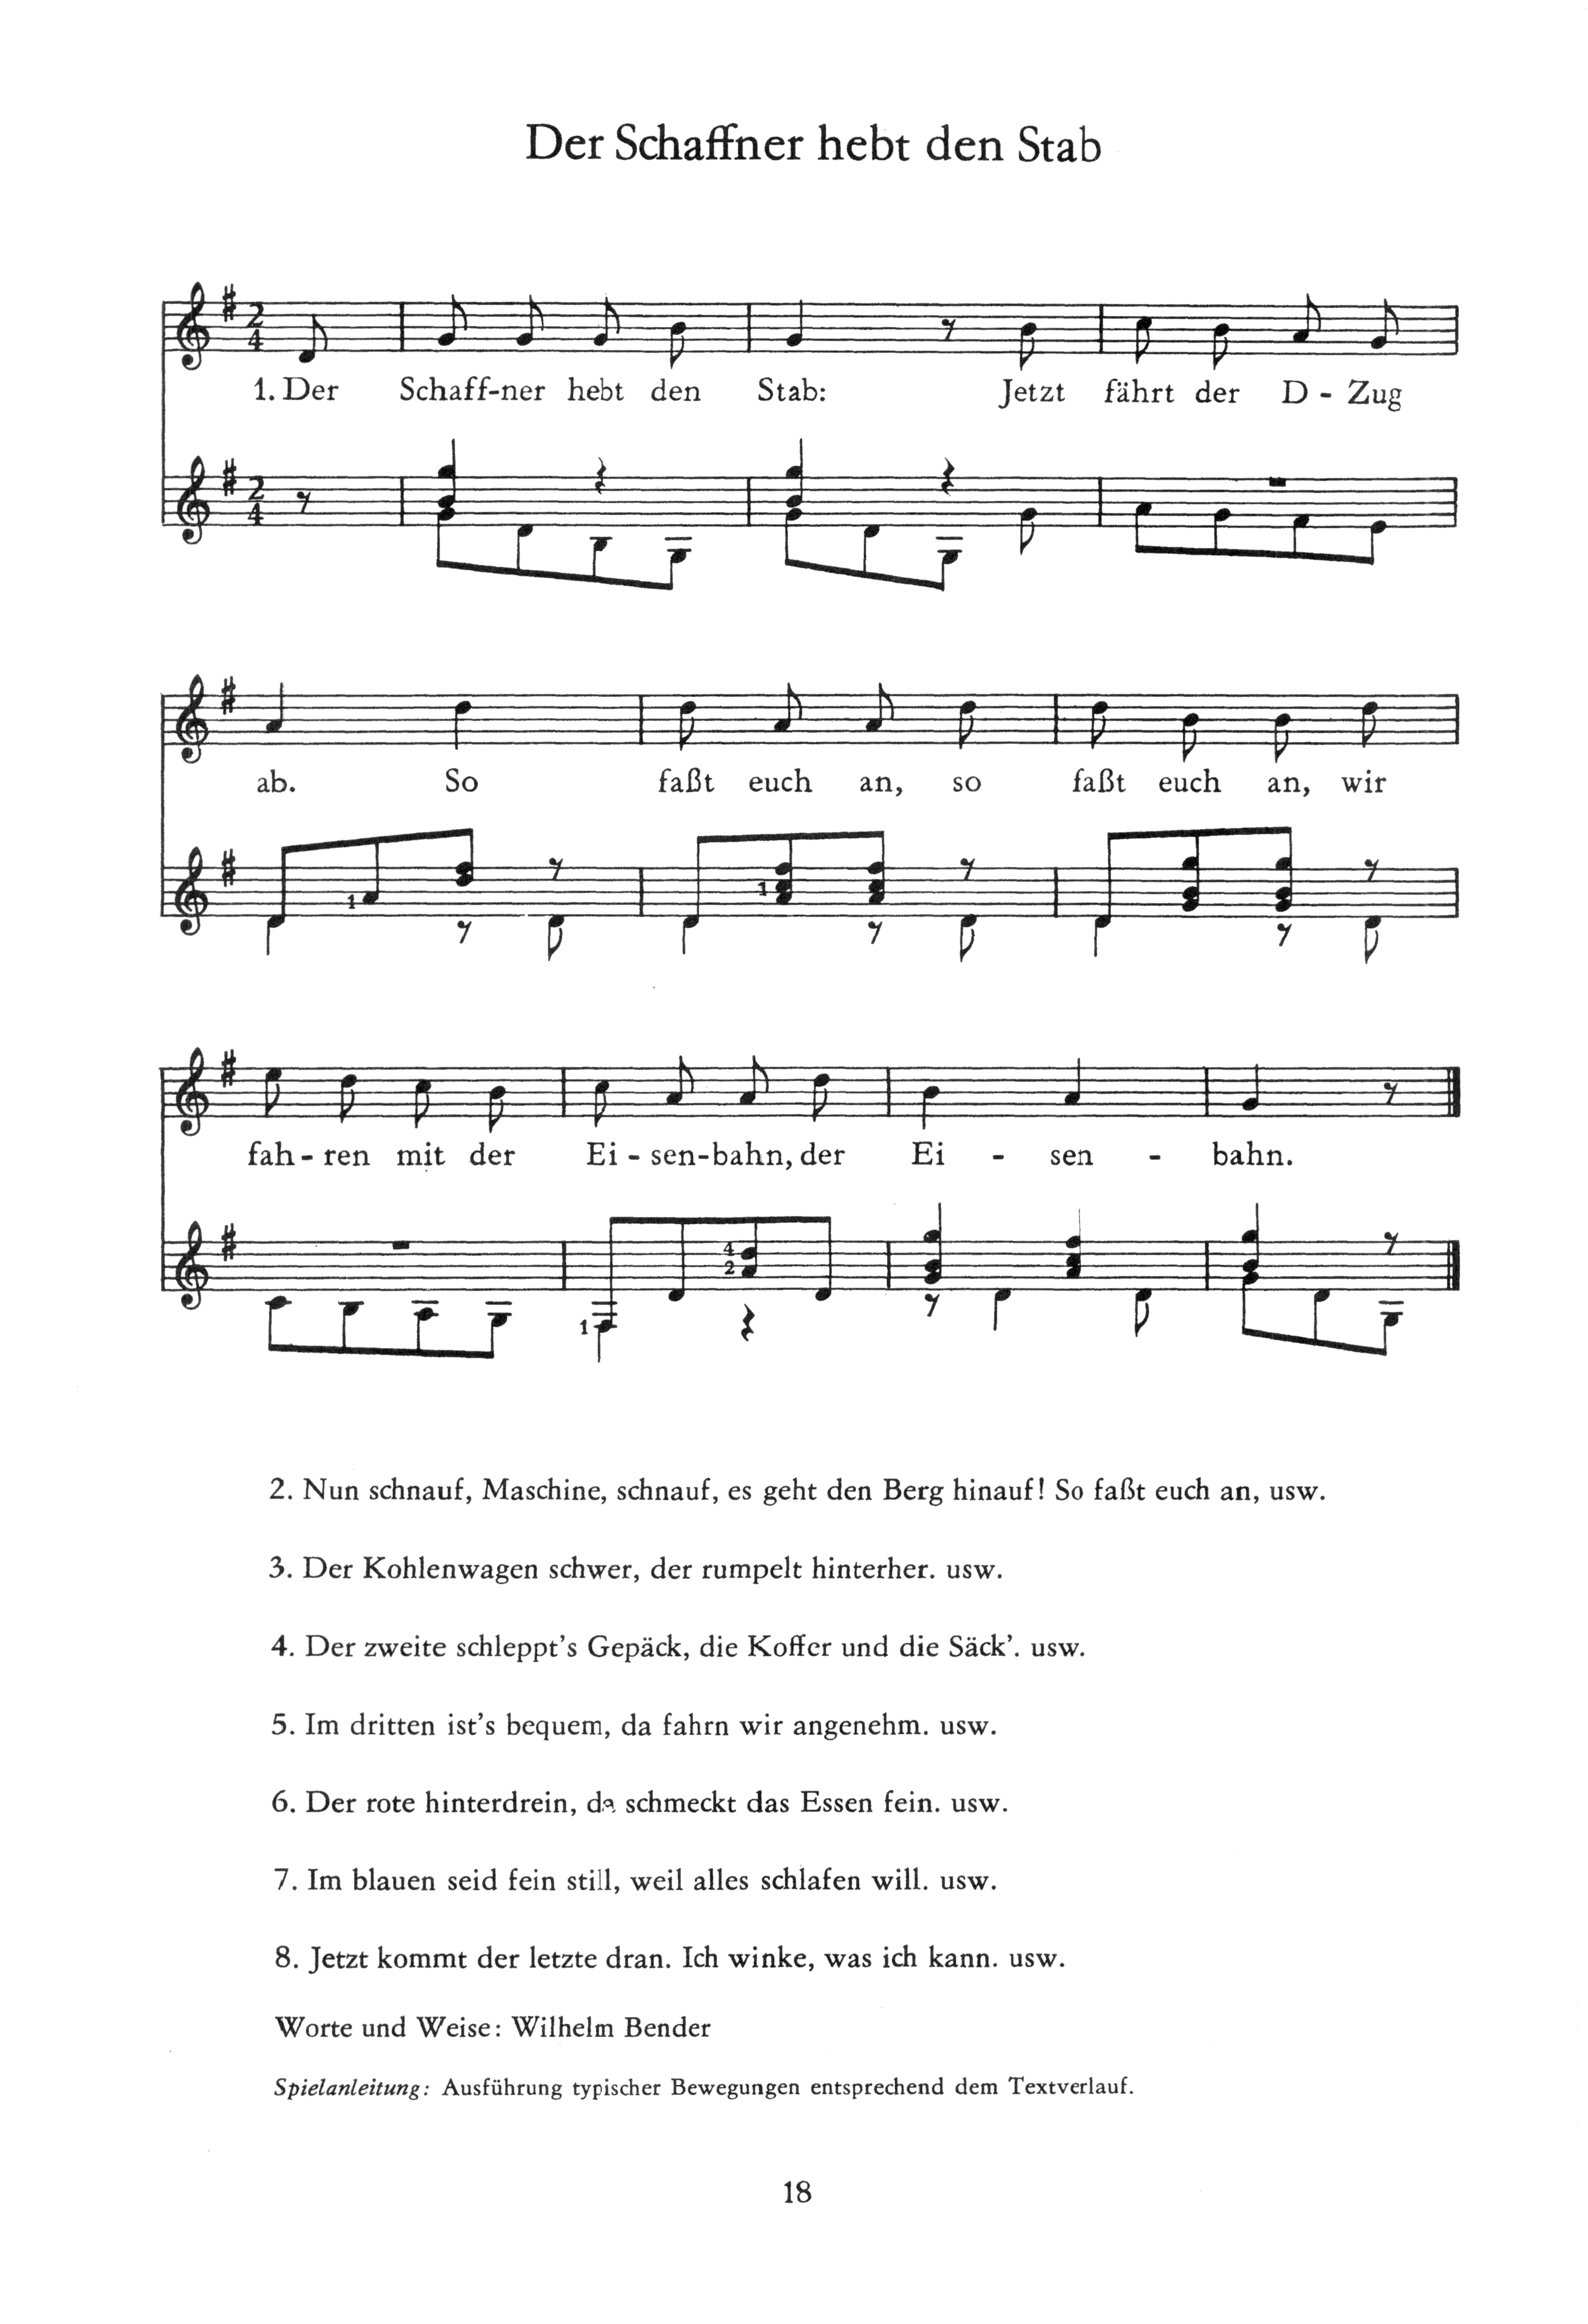 Der Schaffner hebt den Stab
1. Der Schaff-ner hebt den Stab: Jetzt fährt der D - Zug
ab. So faßt euch an, so faßt euch an, wir
1
1
fah - ren mit der Ei - sen-bahn, der Ei - sen - bahn.
4
2
1
2. Nun schnauf, Maschine, schnauf, es geht den Berg hinauf! So faßt euch an, usw.
3. Der Kohlenwagen schwer, der rumpelt hinterher. usw.
4. Der zweite schleppt’s Gepäck, die Koffer und die Säck’. usw.
5. Im dritten ist’s bequem, da fahrn wir angenehm. usw.
6. Der rote hinterdrein, da schmeckt das Essen fein. usw.
7. Im blauen seid fein still, weil alles schlafen will. usw.
8. Jetzt kommt der letzte dran. Ich winke, was ich kann. usw.
Worte und Weise: Wilhelm Bender
Spielanleitung: Ausführung typischer Bewegungen entsprechend dem Textverlauf.
18